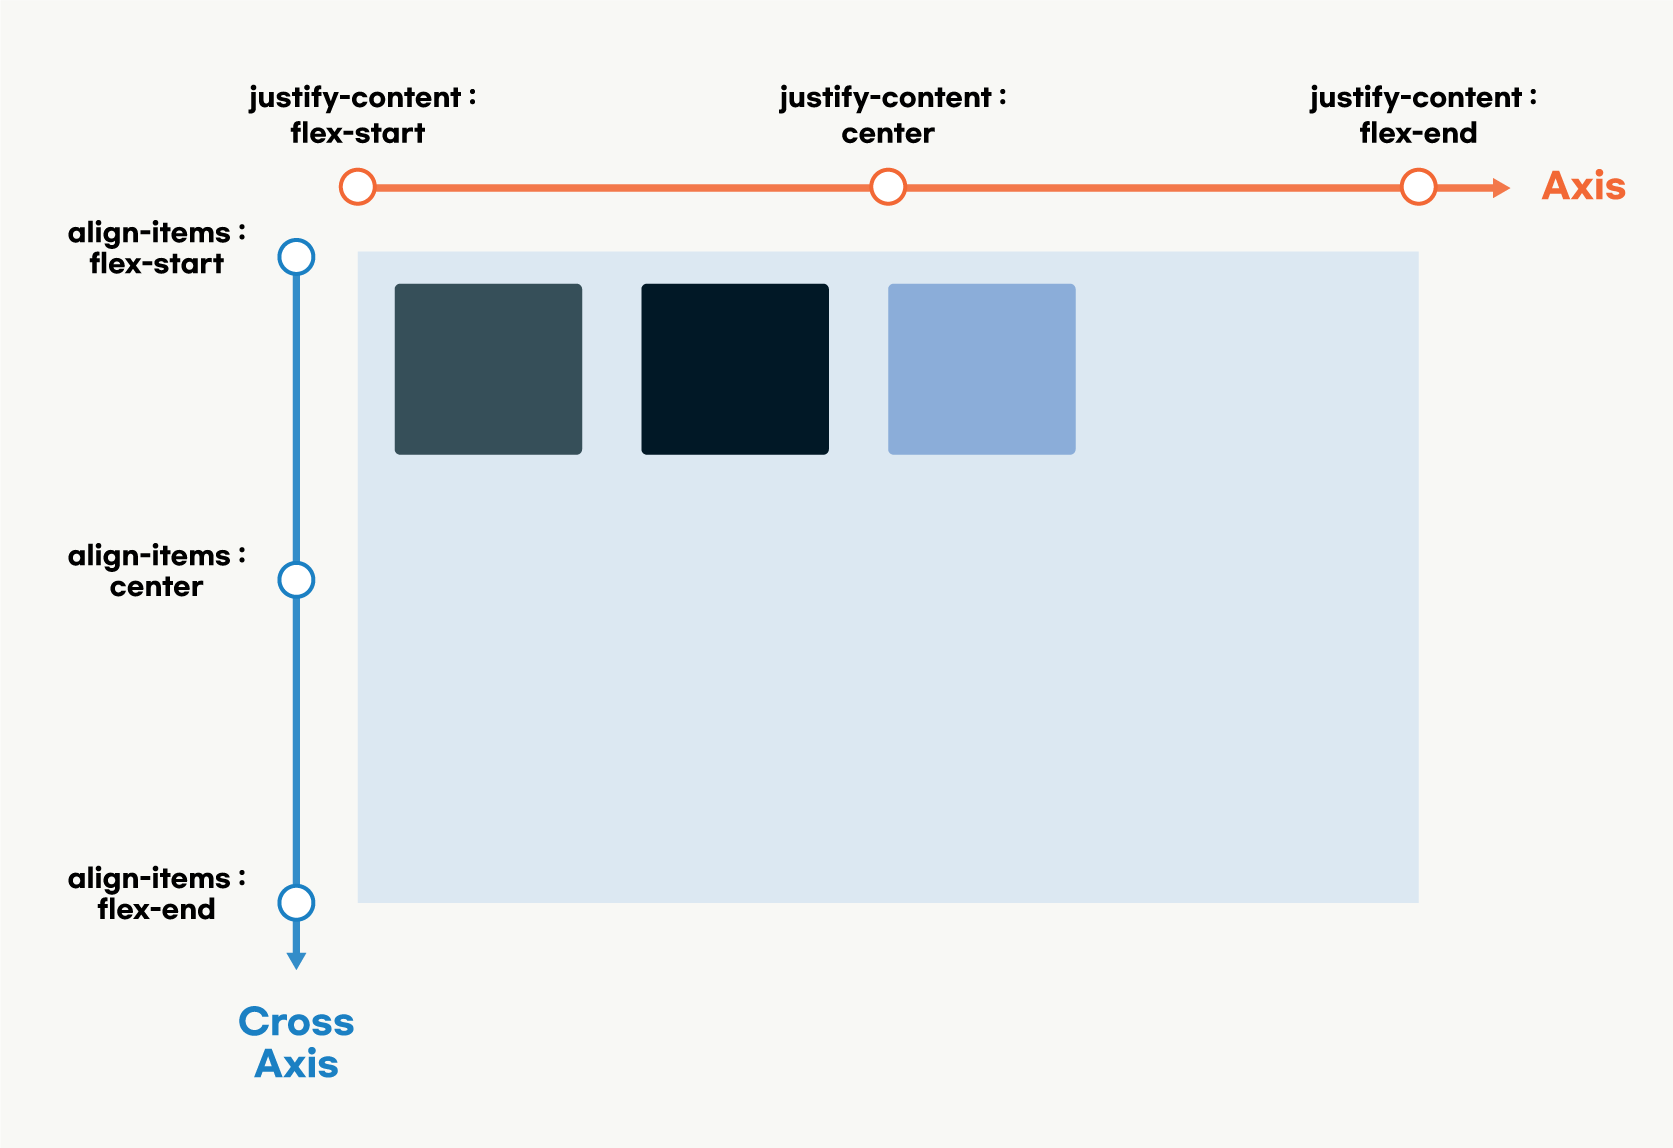 justify-content :
flex-start
justify-content :
center
justify-content :
flex-end
Axis
align-items :
flex-start
align-items :
center
align-items :
flex-end
Cross
Axis